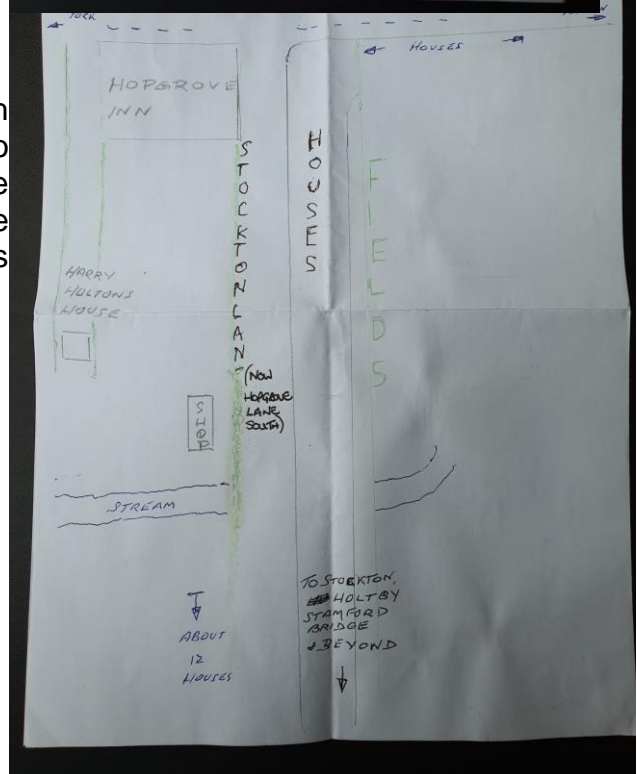 YORK
HOUSES
HOPGROVE
INN
STOCKTON LANE
HOUSES
FIELDS
HARRY
HOLTONS
HOUSE
(NOW
HOPGROVE
LANE
SOUTH)
SHOP
STREAM
TO STOCKTON,
HOLTBY
STAMFORD
BRIDGE
& BEYOND
ABOUT
12
HOUSES